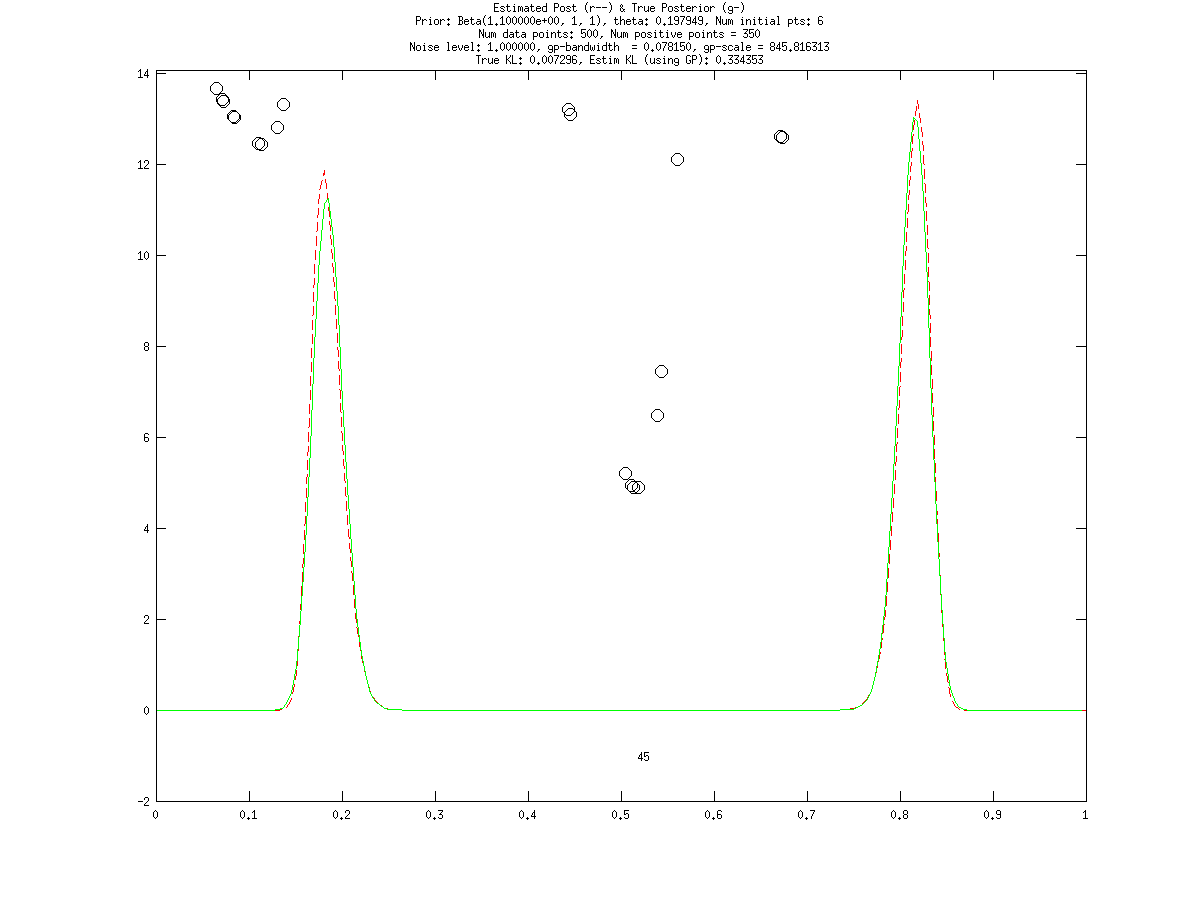 Estimated Post (r--) & True Posterior (g-)
Prior: Beta(1.100000e+00, 1, 1), theta: 0.197949, Num initial pts: 6
Num data points: 500, Num positive points = 350
Noise level: 1.000000, gp-bandwidth  = 0.078150, gp-scale = 845.816313
True KL: 0.007296, Estim KL (using GP): 0.334353
14
12
10
8
6
4
2
0
45
-2
0 0.1 0.2 0.3 0.4 0.5 0.6 0.7 0.8 0.9 1